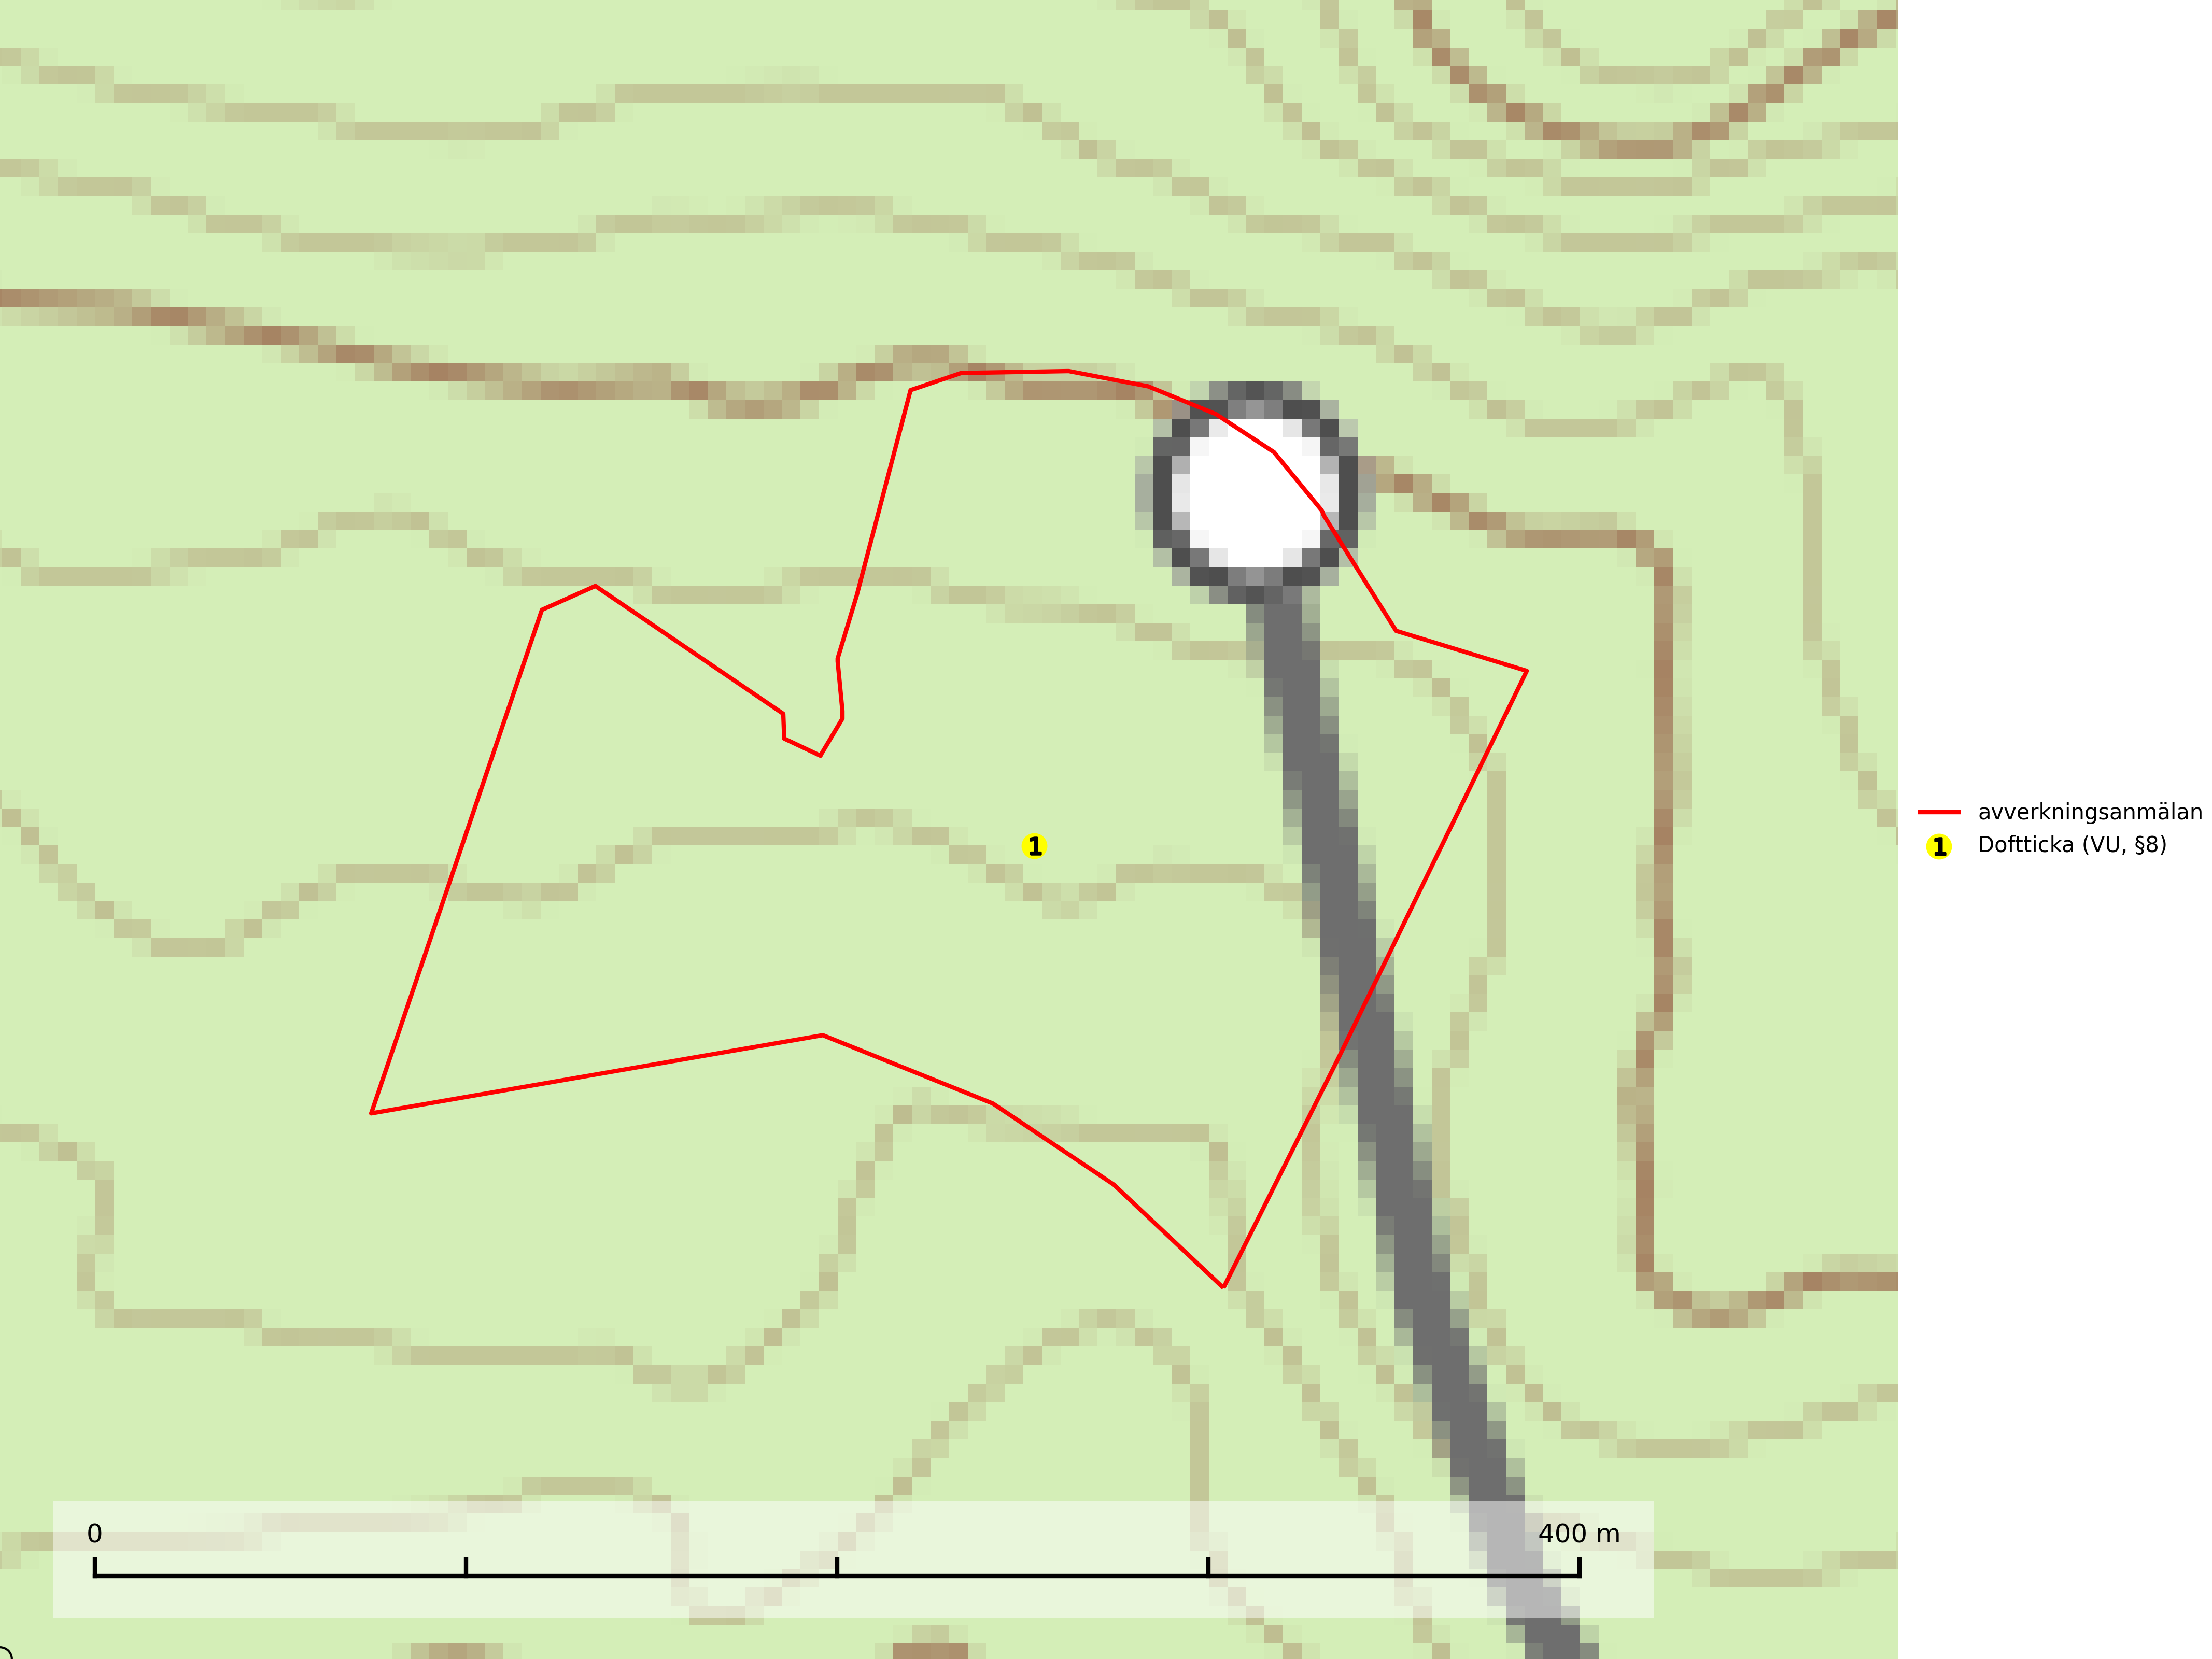 avverkningsanmälan
1
1 Doftticka (VU, §8)
0 400 m